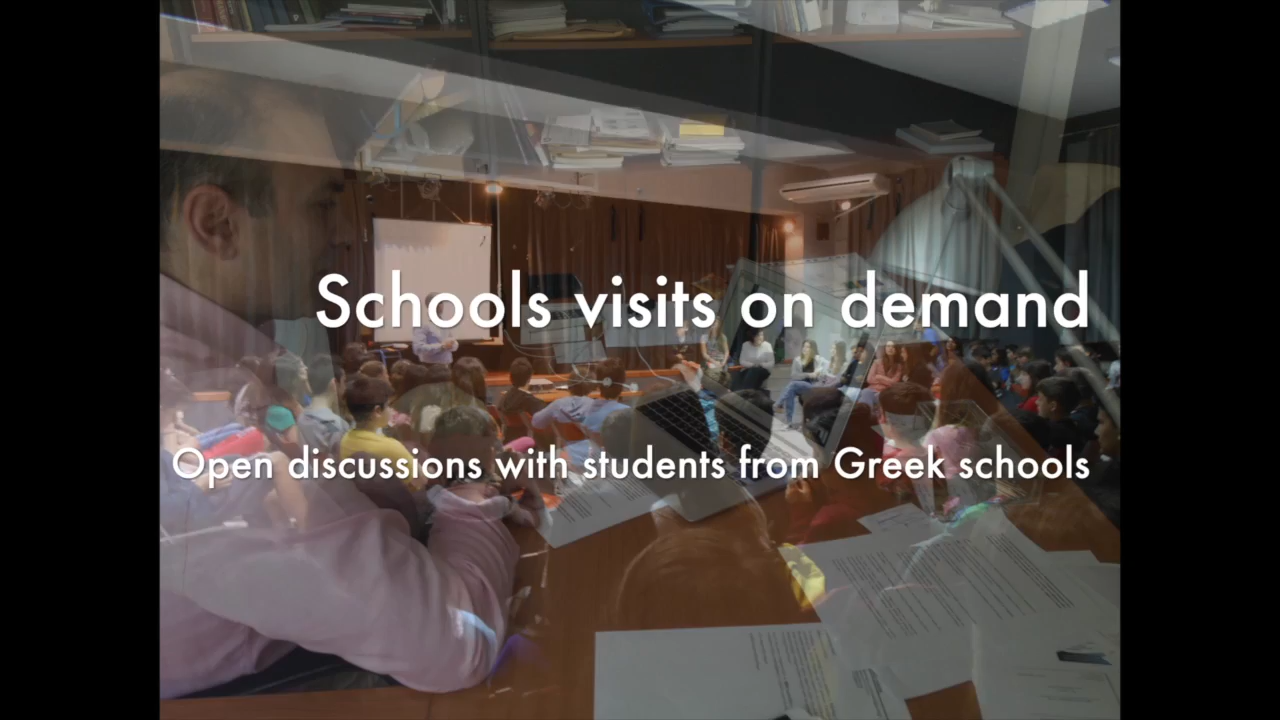 Schools visits on demand
Open discussions with students from Greek schools